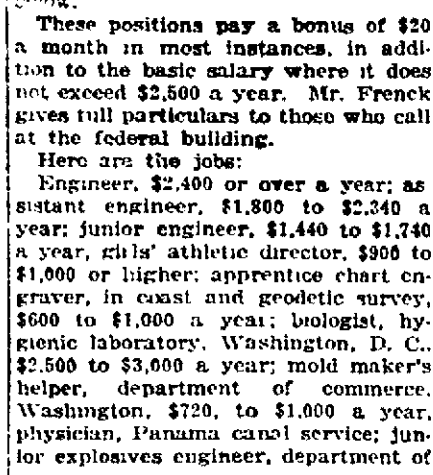 These positions pay a bonus of $20
a month in most instances, in addi-
tion to the basic salary where it does
not exceed $2,500 a year. Mr. Frenck
gives full particulars to those who call
at the federal building.
Here are the jobs:
Engineer, $2,400 or over a year; as
sistant engineer, $1,800 to $2,340 a
year; junior engineer, $1,440 to $1,740
a year, girls' athletic director, $900 to
$1,000 or higher; apprentice chart en-
graver, in coast and geodetic survey,
$600 to $1,000 a year; biologist, hy-
gienic laboratory, Washington, D. C.,
$2,500 to $3,000 a year; mold maker's
helper, department of commerce,
Washington, $720, to $1,000 a year,
physician, Panama canal service; jun-
ior explosives engineer, department of